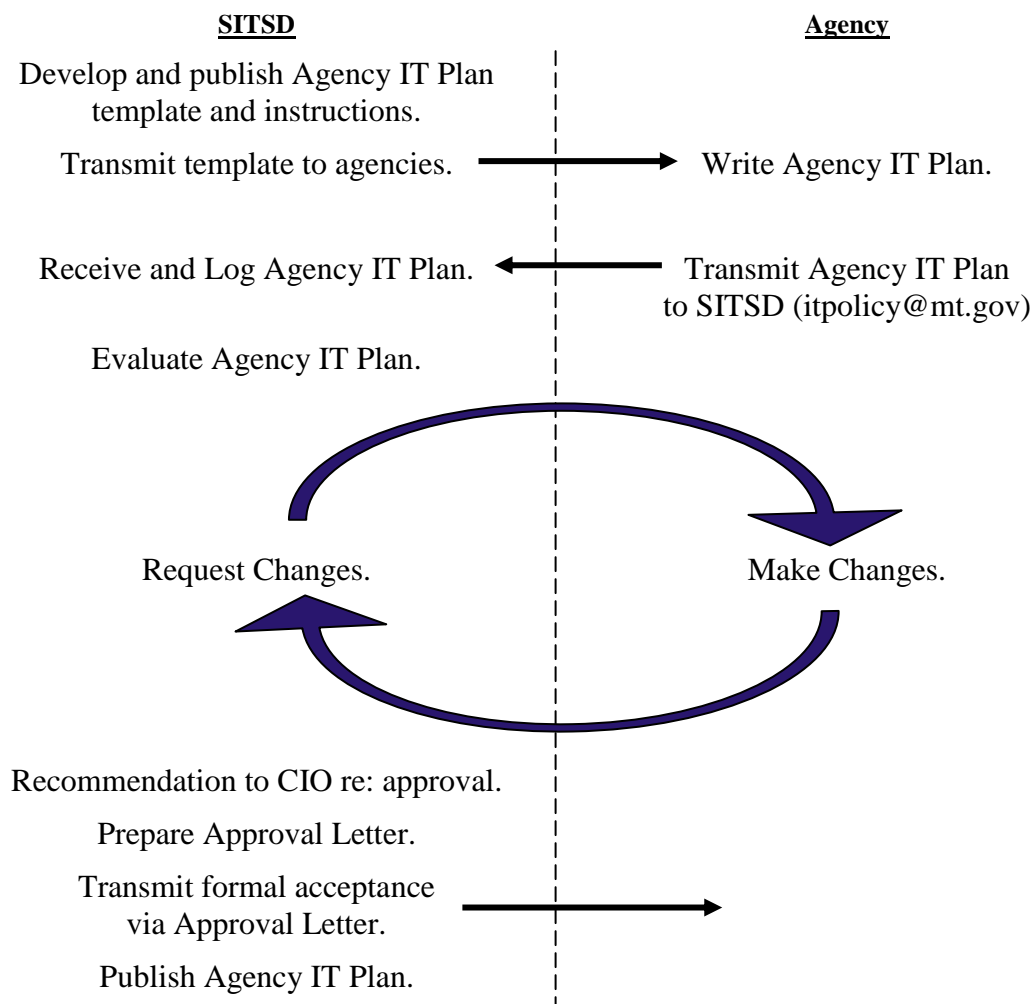 SITSD
Agency
Develop and publish Agency IT Plan
template and instructions.
Transmit template to agencies.
Write Agency IT Plan.
Receive and Log Agency IT Plan.
Transmit Agency IT Plan
to SITSD (itpolicy@mt.gov)
Evaluate Agency IT Plan.
Request Changes.
Make Changes.
Recommendation to CIO re: approval.
Prepare Approval Letter.
Transmit formal acceptance
via Approval Letter.
Publish Agency IT Plan.